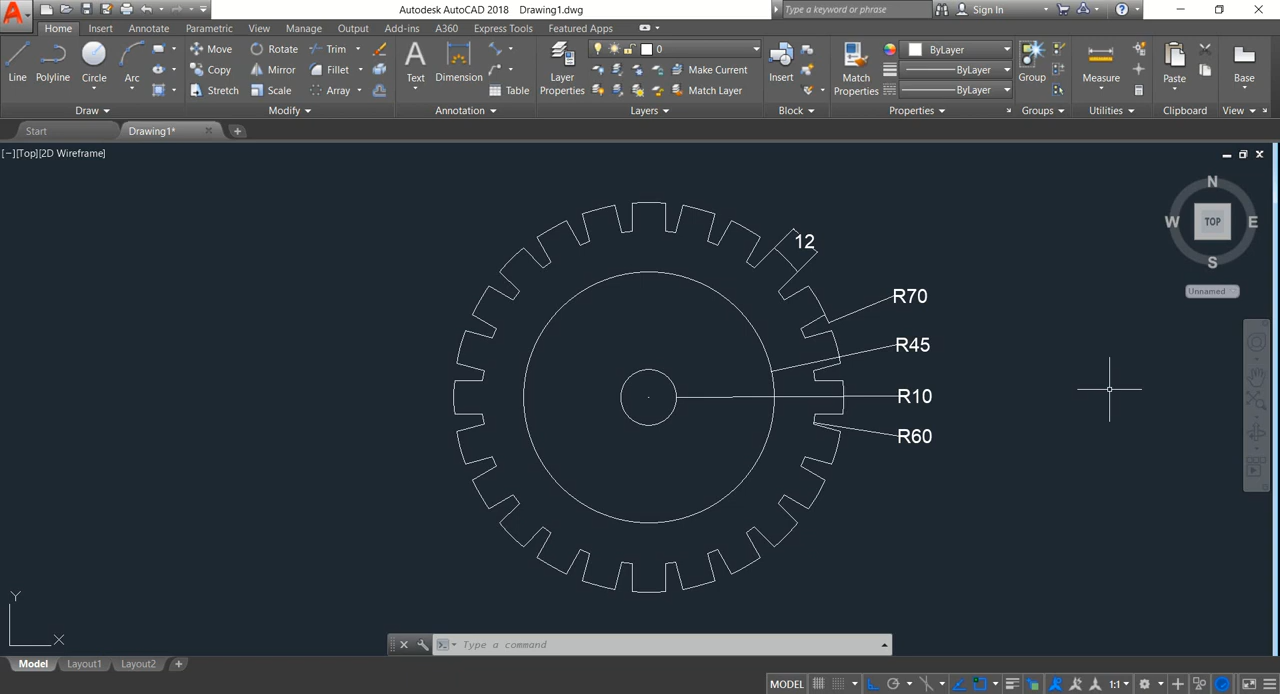 Autodesk AutoCAD 2018 Drawing1.dwg
Type a keyword or phrase
Sign In
Home Insert Annotate Parametric View Manage Output Add-ins A360 Express Tools Featured Apps
Line
Polyline
Circle
Arc
Move
Copy
Stretch
Rotate
Mirror
Scale
Trim
Fillet
Array
Text
Dimension
Table
Layer
Properties
0
Make Current
Match Layer
Insert
Match
Properties
ByLayer
ByLayer
ByLayer
Group
Measure
Paste
Base
Draw Modify Annotation Layers Block Properties Groups Utilities Clipboard View
Start
Drawing1*
[−][Top][2D Wireframe]
N
W
TOP
E
S
Unnamed
12
R70
R45
R10
R60
Y
X
Type a command
Model Layout1 Layout2
MODEL
1:1